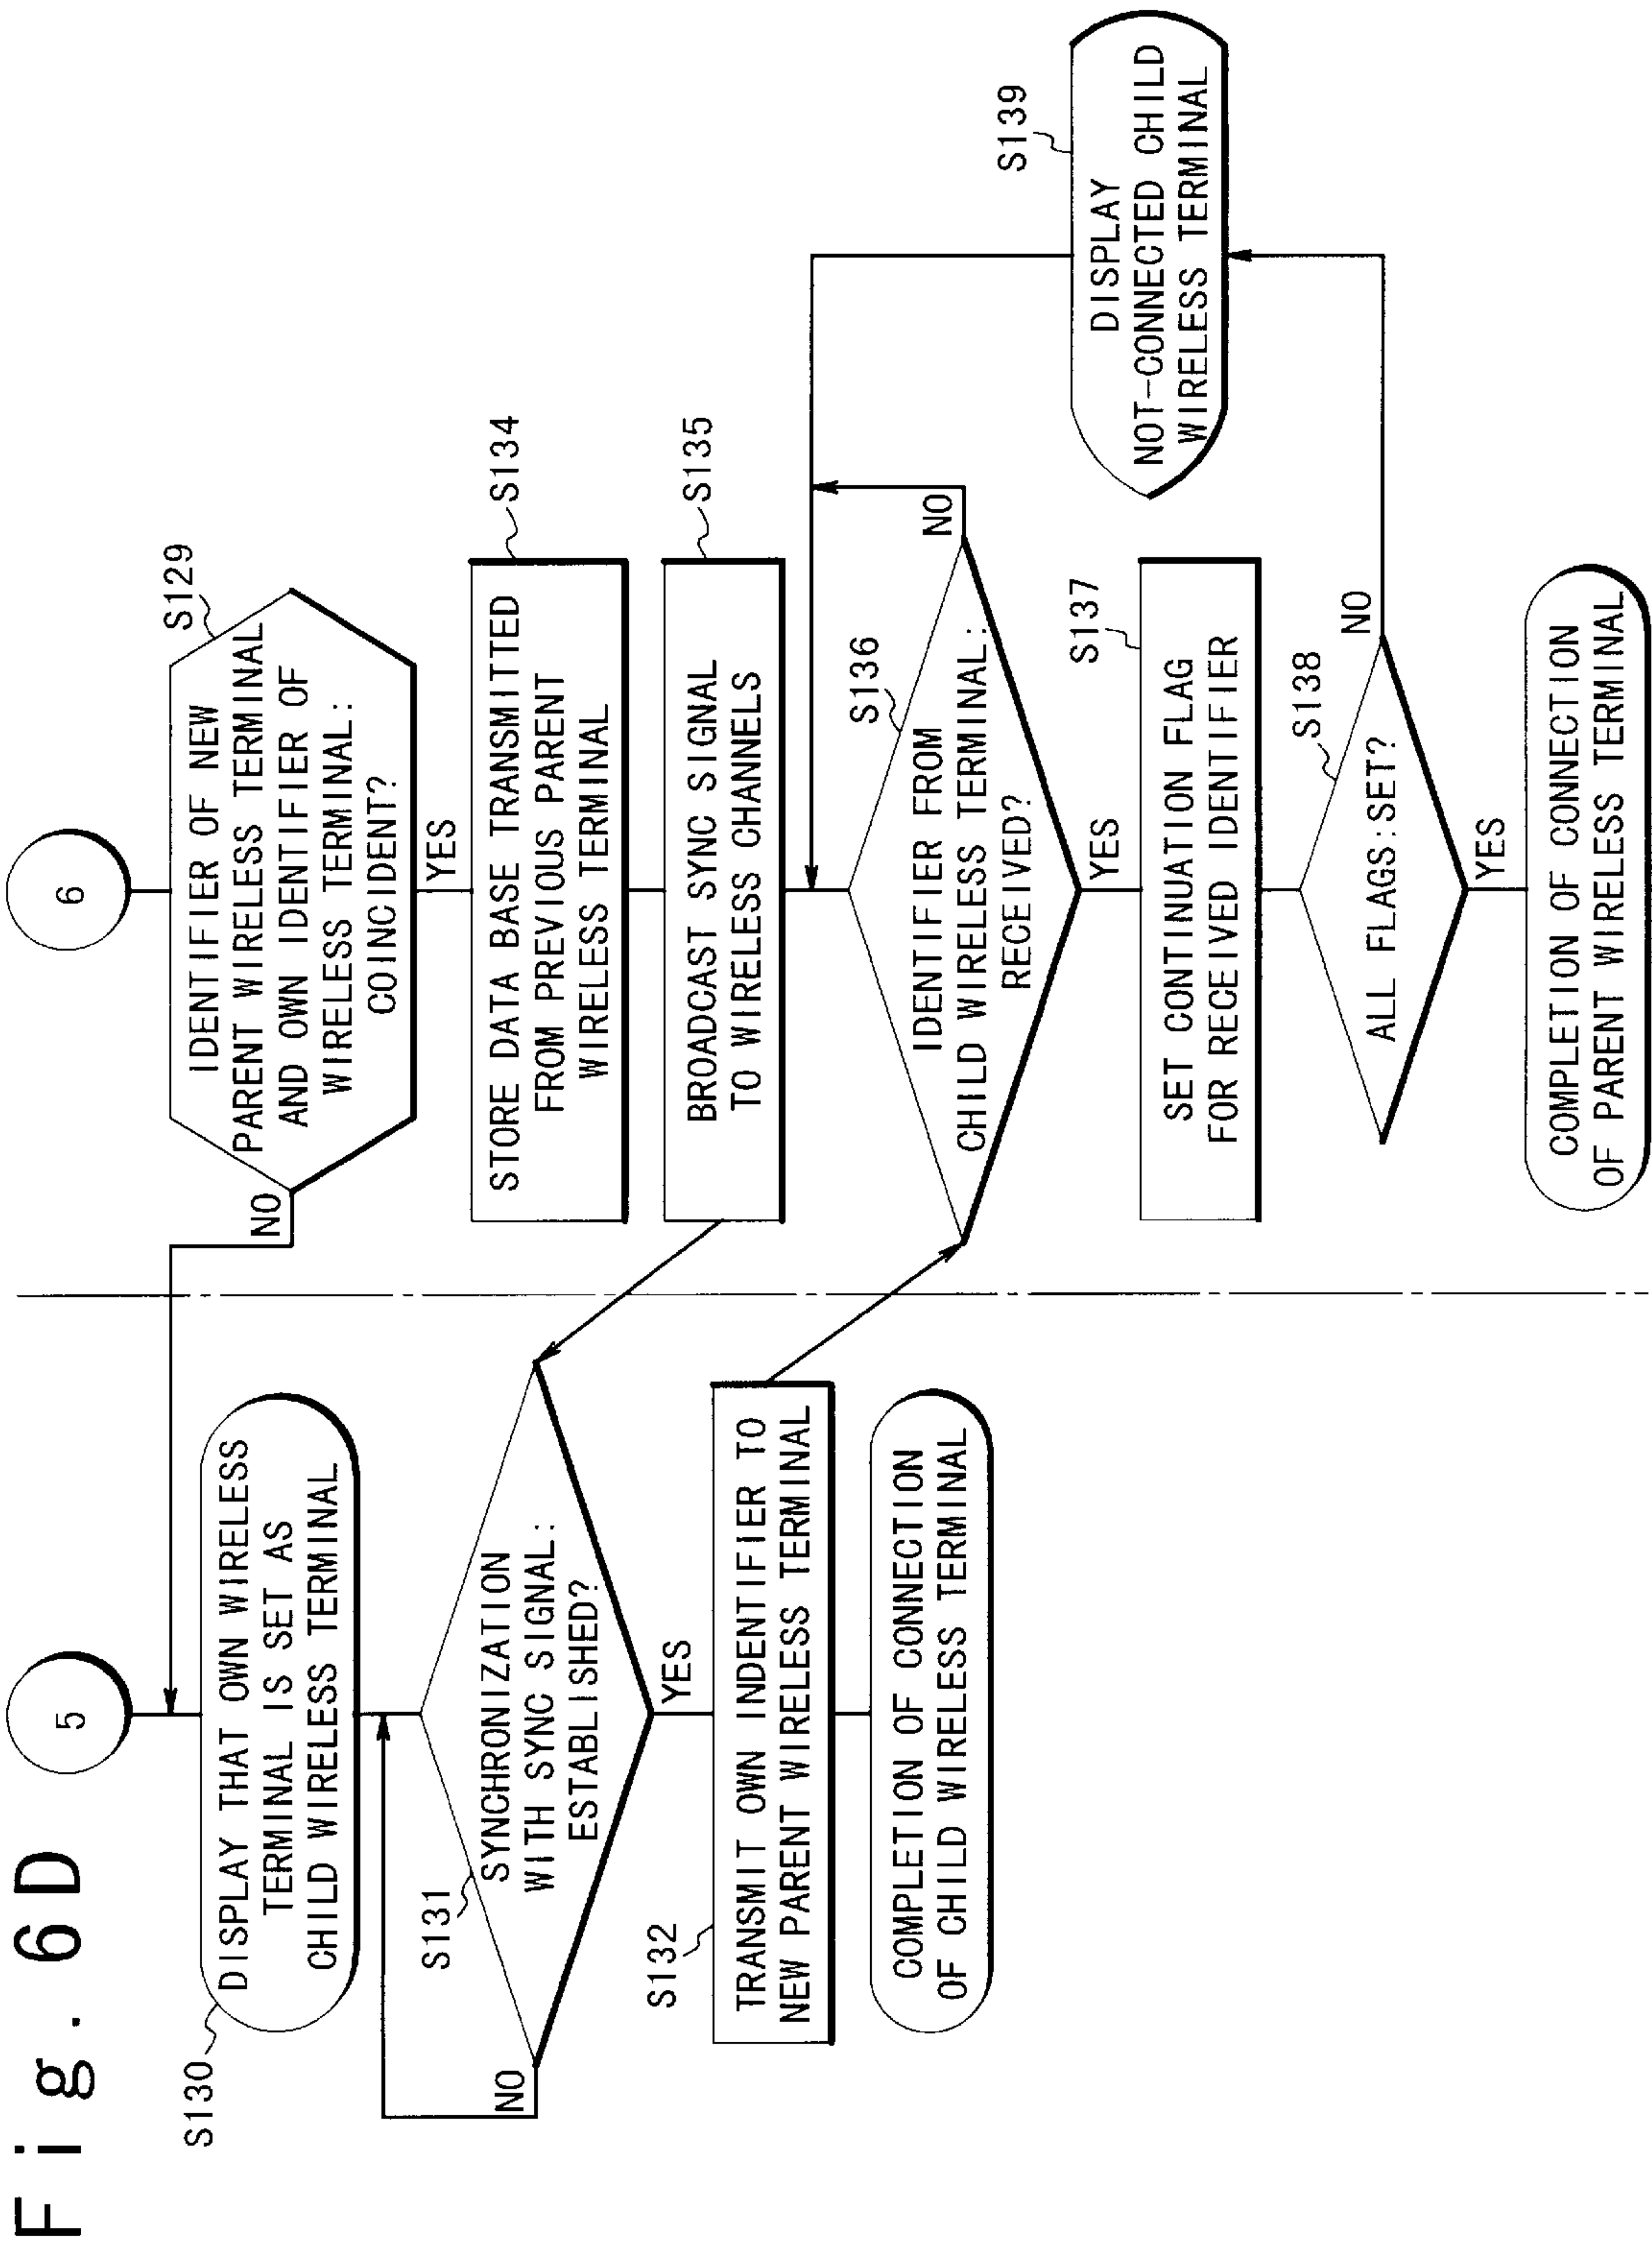 Fig. 6D
5
S130
DISPLAY THAT OWN WIRELESS
TERMINAL IS SET AS
CHILD WIRELESS TERMINAL
S131
SYNCHRONIZATION
WITH SYNC SIGNAL:
ESTABLISHED?
NO
YES
S132
TRANSMIT OWN INDENTIFIER TO
NEW PARENT WIRELESS TERMINAL
COMPLETION OF CONNECTION
OF CHILD WIRELESS TERMINAL
6
S129
IDENTIFIER OF NEW
PARENT WIRELESS TERMINAL
AND OWN IDENTIFIER OF
WIRELESS TERMINAL:
COINCIDENT?
NO
YES
S134
STORE DATA BASE TRANSMITTED
FROM PREVIOUS PARENT
WIRELESS TERMINAL
S135
BROADCAST SYNC SIGNAL
TO WIRELESS CHANNELS
S136
IDENTIFIER FROM
CHILD WIRELESS TERMINAL:
RECEIVED?
NO
YES
S137
SET CONTINUATION FLAG
FOR RECEIVED IDENTIFIER
S138
ALL FLAGS:SET?
NO
YES
COMPLETION OF CONNECTION
OF PARENT WIRELESS TERMINAL
S139
DISPLAY
NOT-CONNECTED CHILD
WIRELESS TERMINAL